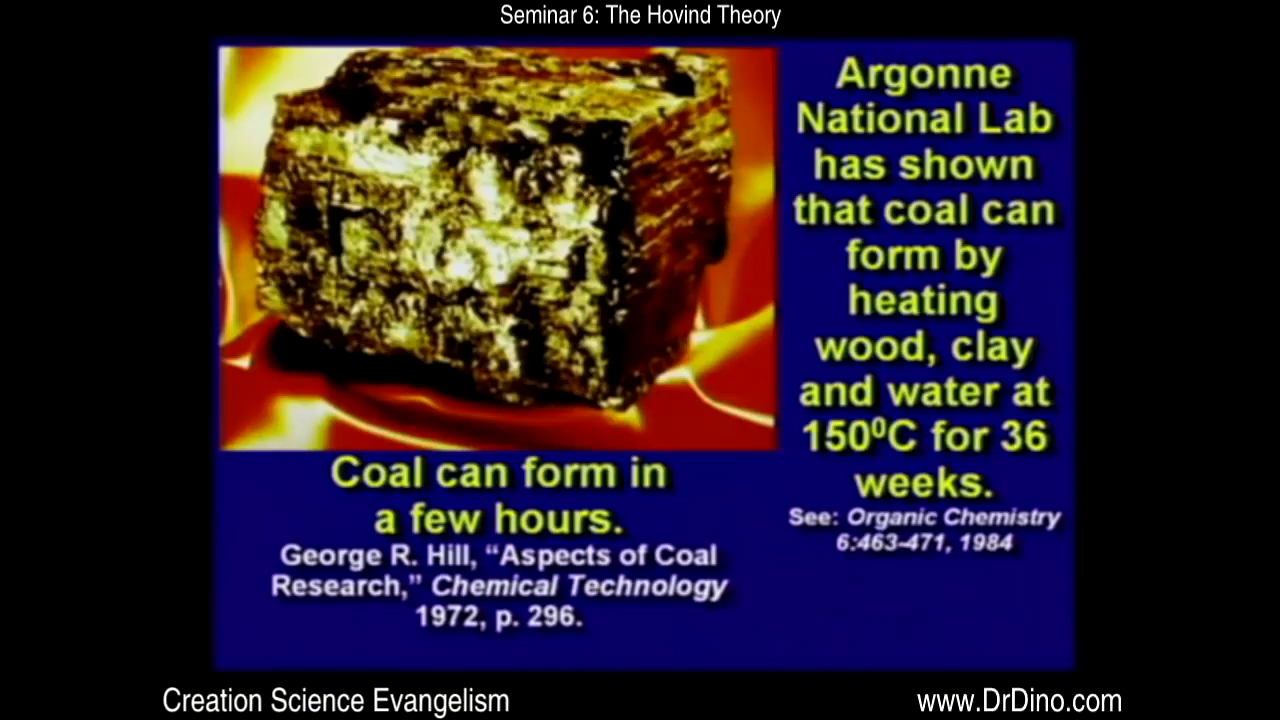 Seminar 6: The Hovind Theory
Argonne
National Lab
has shown
that coal can
form by
heating
wood, clay
and water at
150⁰C for 36
weeks.
See: Organic Chemistry
6:463-471, 1984
Coal can form in
a few hours.
George R. Hill, “Aspects of Coal
Research,” Chemical Technology
1972, p. 296.
Creation Science Evangelism
www.DrDino.com